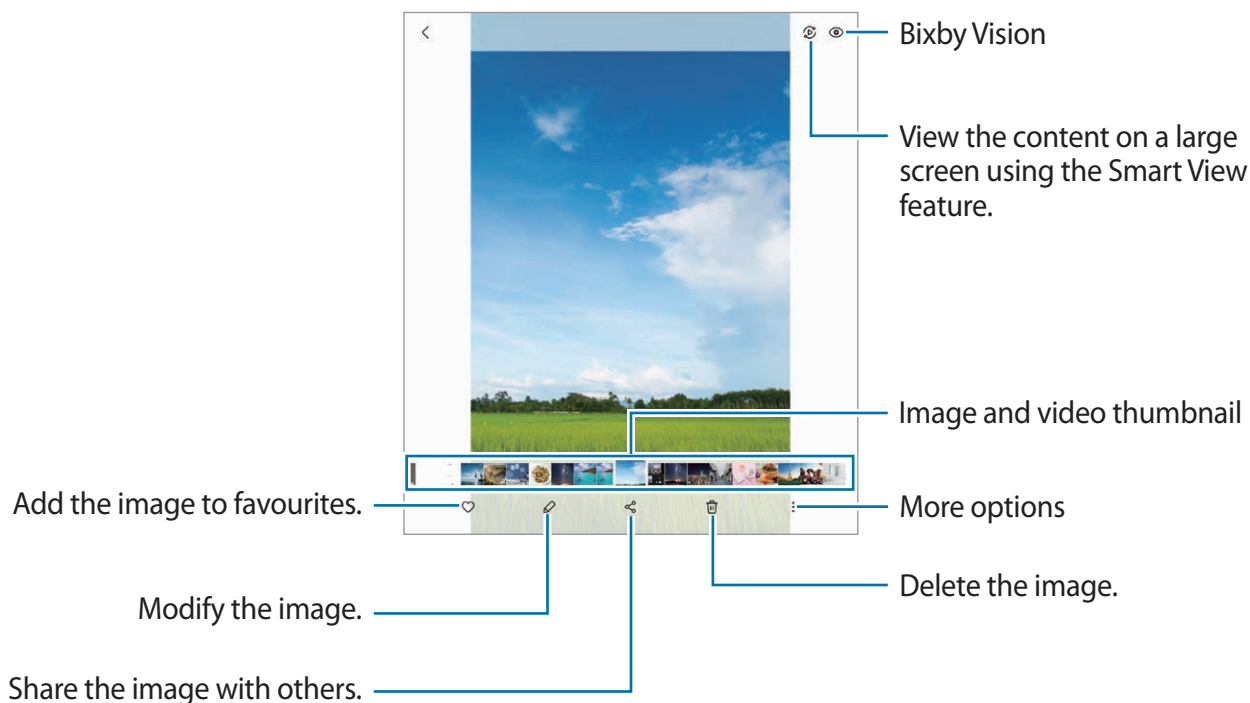 Bixby Vision
View the content on a large
screen using the Smart View
feature.
Image and video thumbnail
Add the image to favourites.
More options
Delete the image.
Modify the image.
Share the image with others.